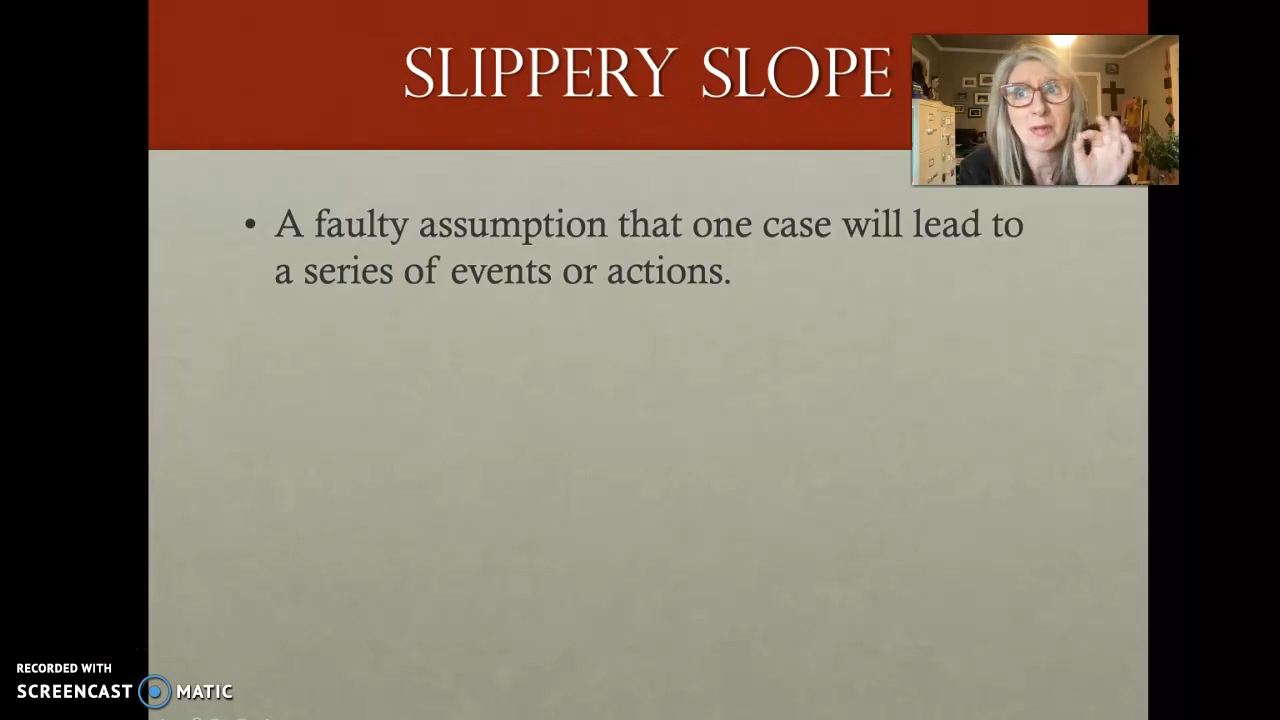 SLIPPERY SLOPE
• A faulty assumption that one case will lead to
a series of events or actions.
RECORDED WITH
SCREENCAST MATIC